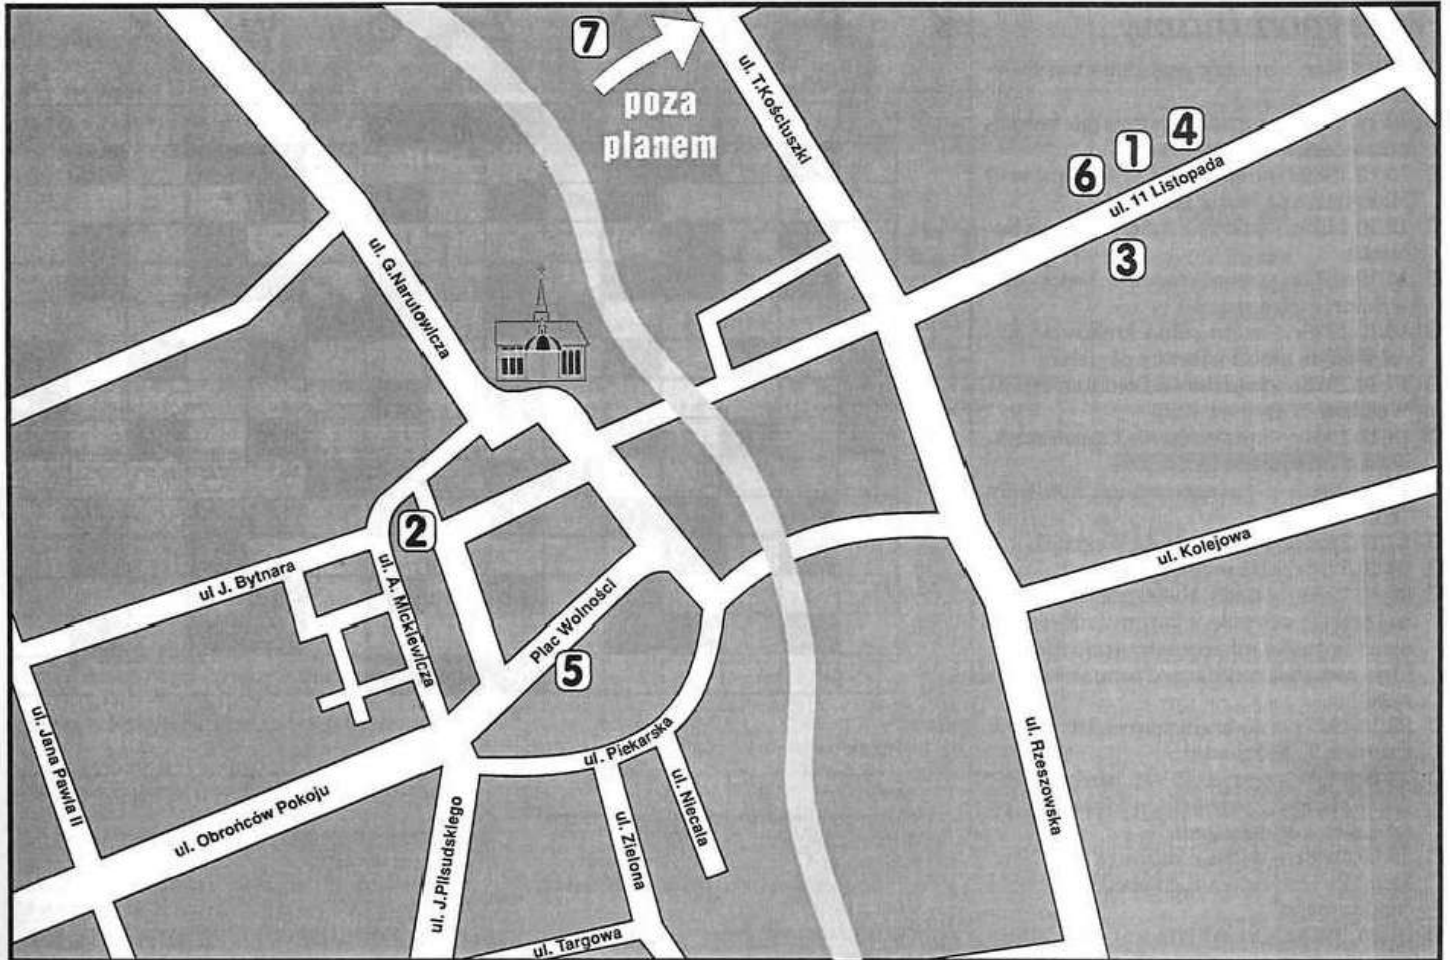 7
poza
planem
ul. T.Kościuszki
4
1
6
ul. 11 Listopada
3
ul. G.Narutowicza
2
ul. Kolejowa
ul J. Bytnara
ul. A. Mickiewicza
Plac Wolności
5
ul. Jana Pawła II
ul. Piekarska
ul. Rzeszowska
ul. Niecała
ul. Obrońców Pokoju
ul. J.Piłsudskiego
ul. Zielona
ul. Targowa